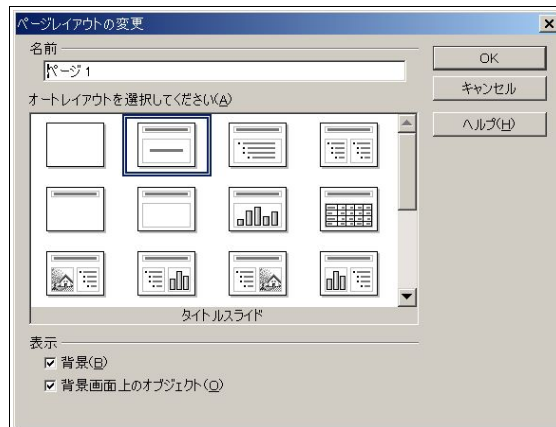 ページレイアウトの変更
名前
ページ 1
OK
キャンセル
ヘルプ(H)
オートレイアウトを選択してください(A)
タイトルスライド
表示
背景(B)
背景画面上のオブジェクト(O)